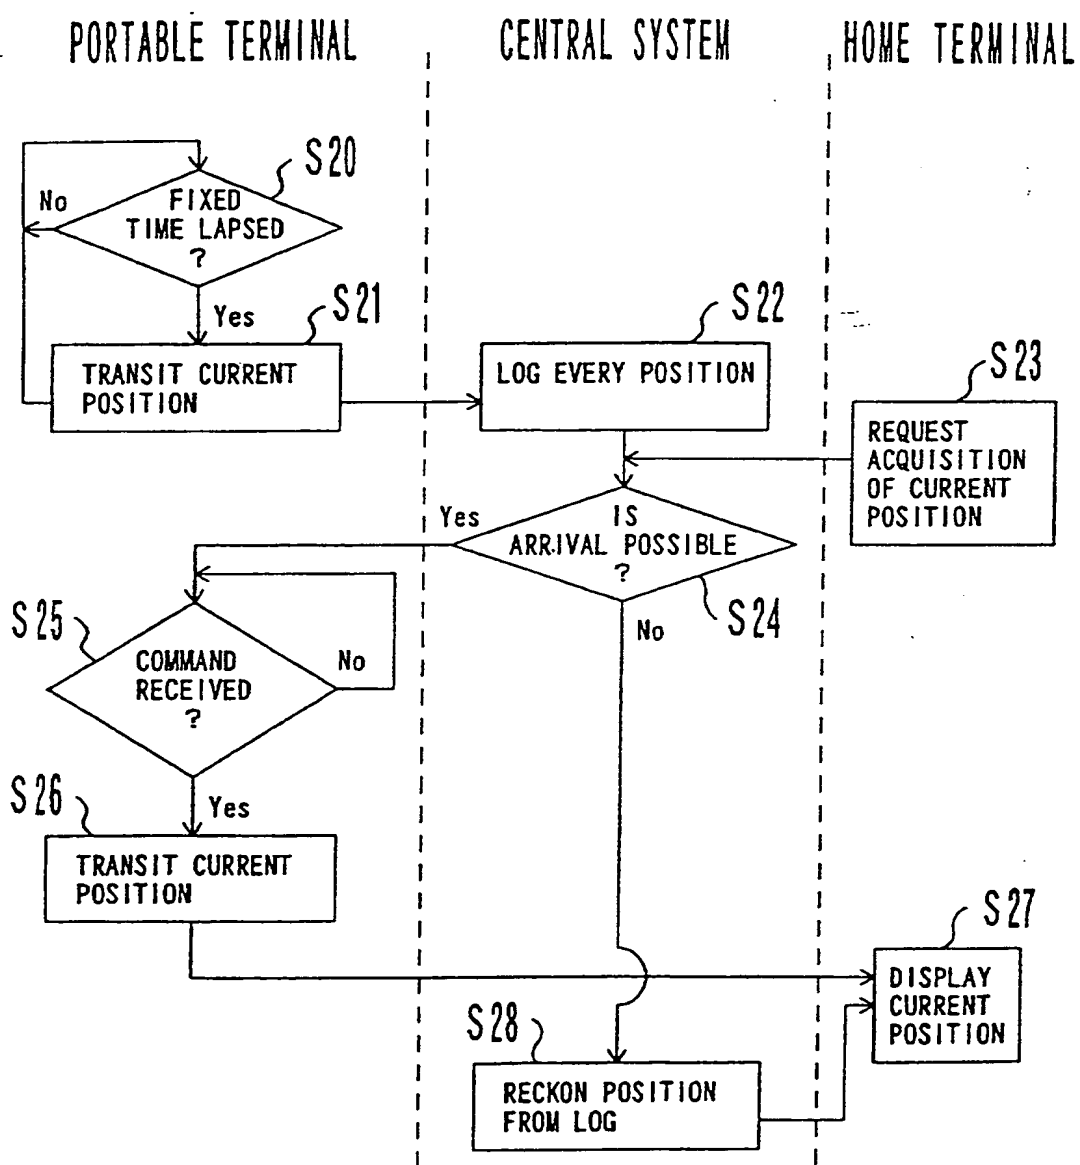 PORTABLE TERMINAL
CENTRAL SYSTEM
HOME TERMINAL
S20
No
FIXED
TIME LAPSED
?
Yes
S21
TRANSIT CURRENT
POSITION
S22
LOG EVERY POSITION
S23
REQUEST
ACQUISITION
OF CURRENT
POSITION
Yes
IS
ARRIVAL POSSIBLE
?
S24
No
S25
COMMAND
RECEIVED
?
No
Yes
S26
TRANSIT CURRENT
POSITION
S27
DISPLAY
CURRENT
POSITION
S28
RECKON POSITION
FROM LOG